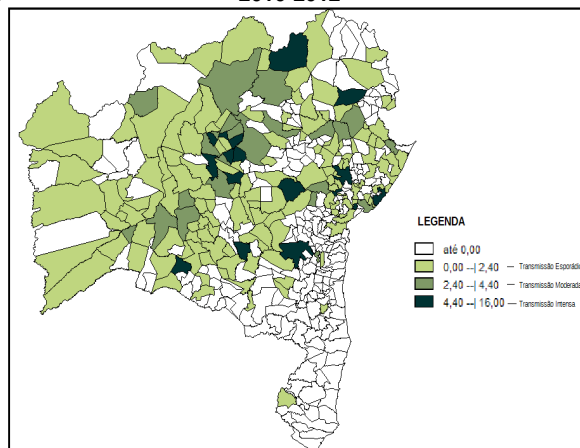 LEGENDA
até 0,00
0,00 --| 2,40 — Transmissão Esporádic
2,40 --| 4,40 — Transmissão Moderada
4,40 --| 16,00 — Transmissão Intensa